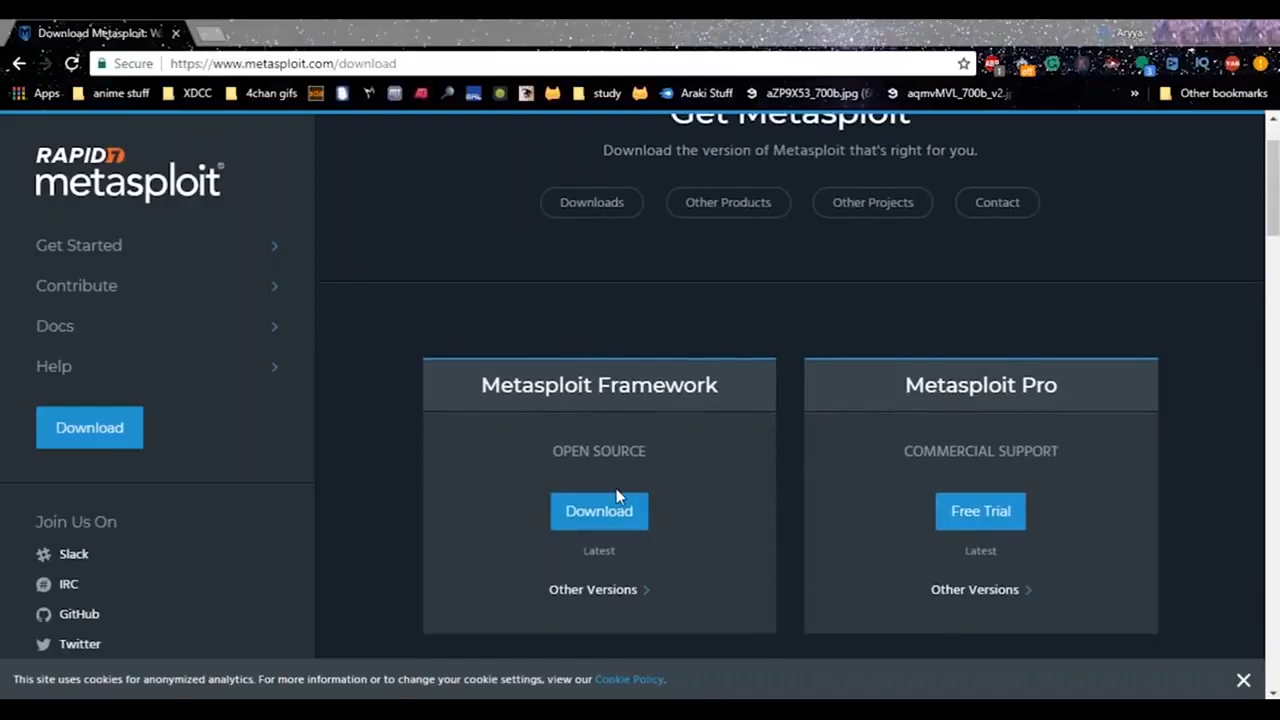 Download Metasploit: W
Aryya
Secure
https://www.metasploit.com/download
Apps
anime stuff
XDCC
4chan gifs
study
Araki Stuff
aZP9X53_700b.jpg (6
aqmvMVL_700b_v2.j
»
Other bookmarks
RAPID7
metasploit®
Get Started
Contribute
Docs
Help
Download
Join Us On
Slack
IRC
GitHub
Twitter
Get Metasploit
Download the version of Metasploit that's right for you.
Downloads
Other Products
Other Projects
Contact
Metasploit Framework
OPEN SOURCE
Download
Latest
Other Versions
Metasploit Pro
COMMERCIAL SUPPORT
Free Trial
Latest
Other Versions
This site uses cookies for anonymized analytics. For more information or to change your cookie settings, view our Cookie Policy.